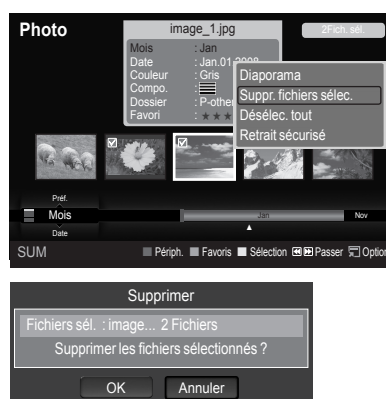 Photo
image_1.jpg
2Fich. sél.
Mois : Jan
Date : Jan.01.2008
Couleur : Gris
Compo. :
Dossier : P-other
Favori : ★ ★ ★
Diaporama
Suppr. fichiers sélec.
Désélec. tout
Retrait sécurisé
Préf.
Mois
Jan
Nov
Date
SUM
Périph. Favoris Sélection Passer Option
Supprimer
Fichiers sél. : image... 2 Fichiers
Supprimer les fichiers sélectionnés ?
OK
Annuler